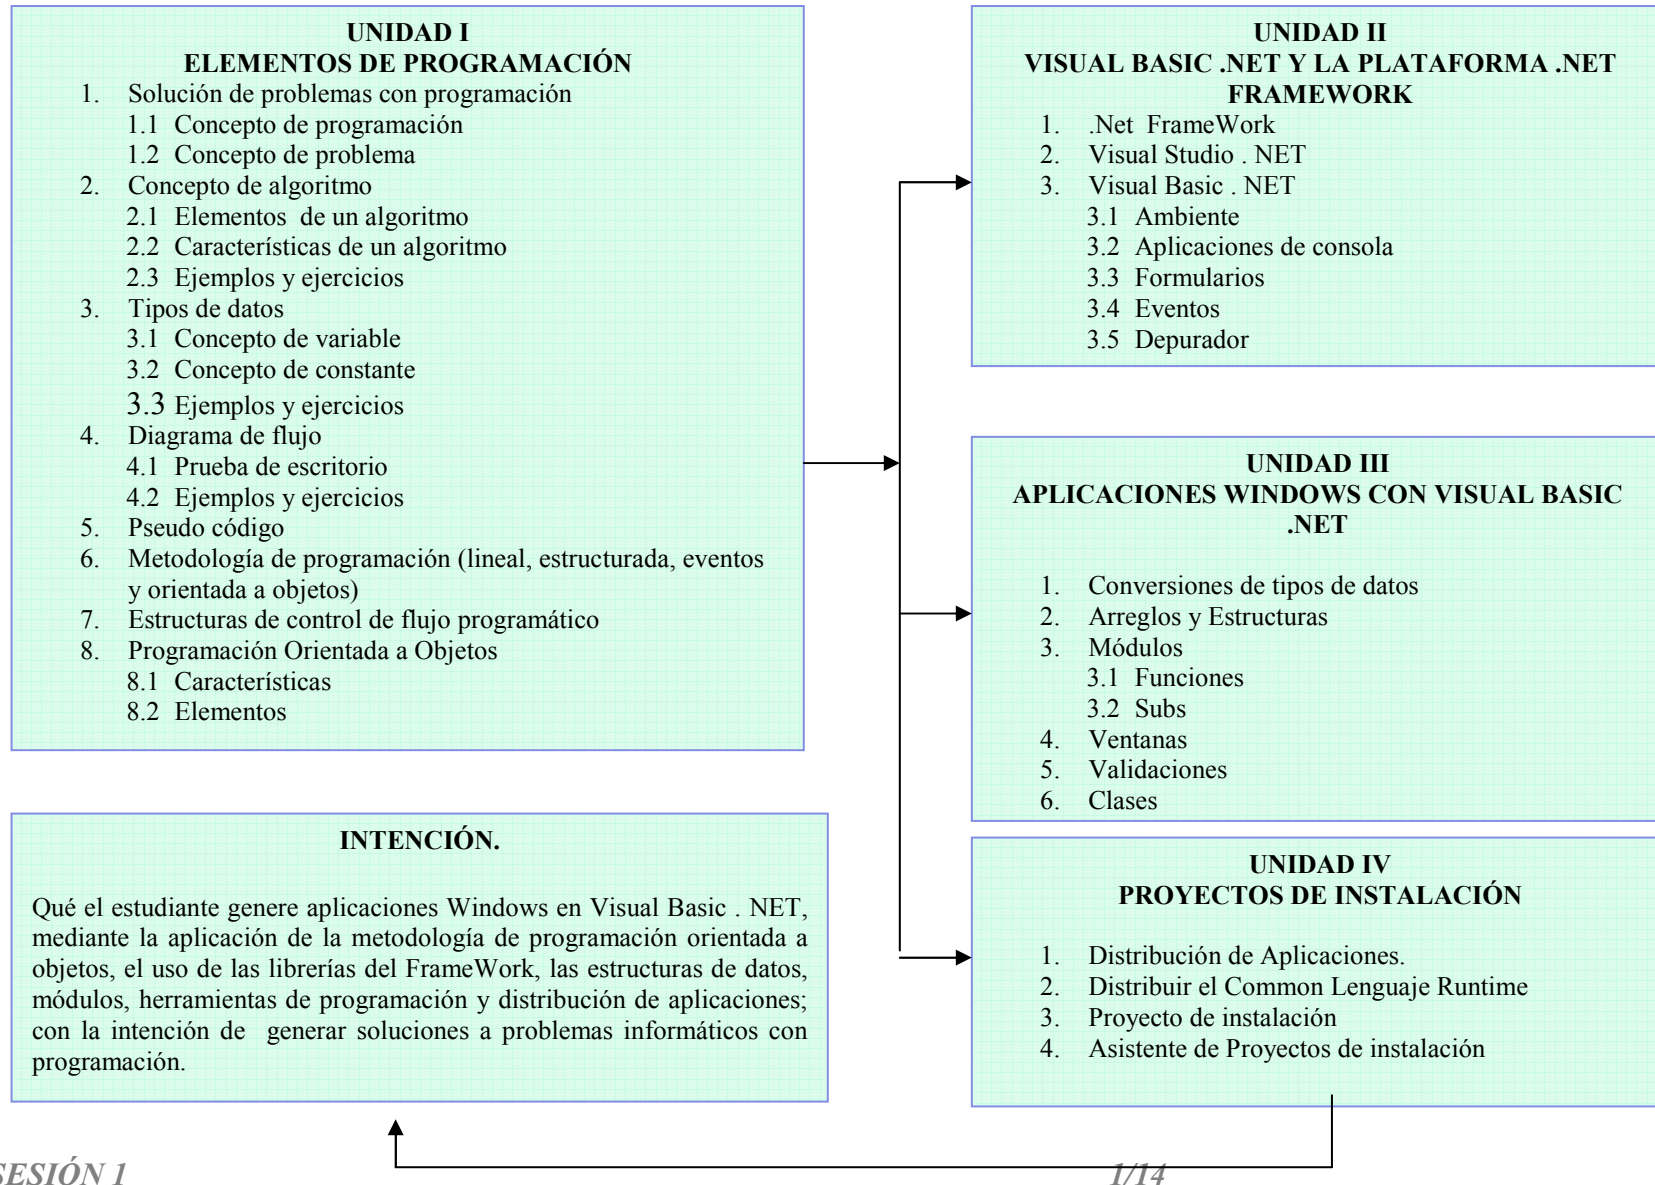 UNIDAD I
ELEMENTOS DE PROGRAMACIÓN
1. Solución de problemas con programación
1.1 Concepto de programación
1.2 Concepto de problema
2. Concepto de algoritmo
2.1 Elementos de un algoritmo
2.2 Características de un algoritmo
2.3 Ejemplos y ejercicios
3. Tipos de datos
3.1 Concepto de variable
3.2 Concepto de constante
3.3 Ejemplos y ejercicios
4. Diagrama de flujo
4.1 Prueba de escritorio
4.2 Ejemplos y ejercicios
5. Pseudo código
6. Metodología de programación (lineal, estructurada, eventos
y orientada a objetos)
7. Estructuras de control de flujo programático
8. Programación Orientada a Objetos
8.1 Características
8.2 Elementos
UNIDAD II
VISUAL BASIC .NET Y LA PLATAFORMA .NET
FRAMEWORK
1. .Net FrameWork
2. Visual Studio . NET
3. Visual Basic . NET
3.1 Ambiente
3.2 Aplicaciones de consola
3.3 Formularios
3.4 Eventos
3.5 Depurador
UNIDAD III
APLICACIONES WINDOWS CON VISUAL BASIC
.NET
1. Conversiones de tipos de datos
2. Arreglos y Estructuras
3. Módulos
3.1 Funciones
3.2 Subs
4. Ventanas
5. Validaciones
6. Clases
UNIDAD IV
PROYECTOS DE INSTALACIÓN
1. Distribución de Aplicaciones.
2. Distribuir el Common Lenguaje Runtime
3. Proyecto de instalación
4. Asistente de Proyectos de instalación
INTENCIÓN.
Qué el estudiante genere aplicaciones Windows en Visual Basic . NET,
mediante la aplicación de la metodología de programación orientada a
objetos, el uso de las librerías del FrameWork, las estructuras de datos,
módulos, herramientas de programación y distribución de aplicaciones;
con la intención de generar soluciones a problemas informáticos con
programación.
SESIÓN 1
1/14